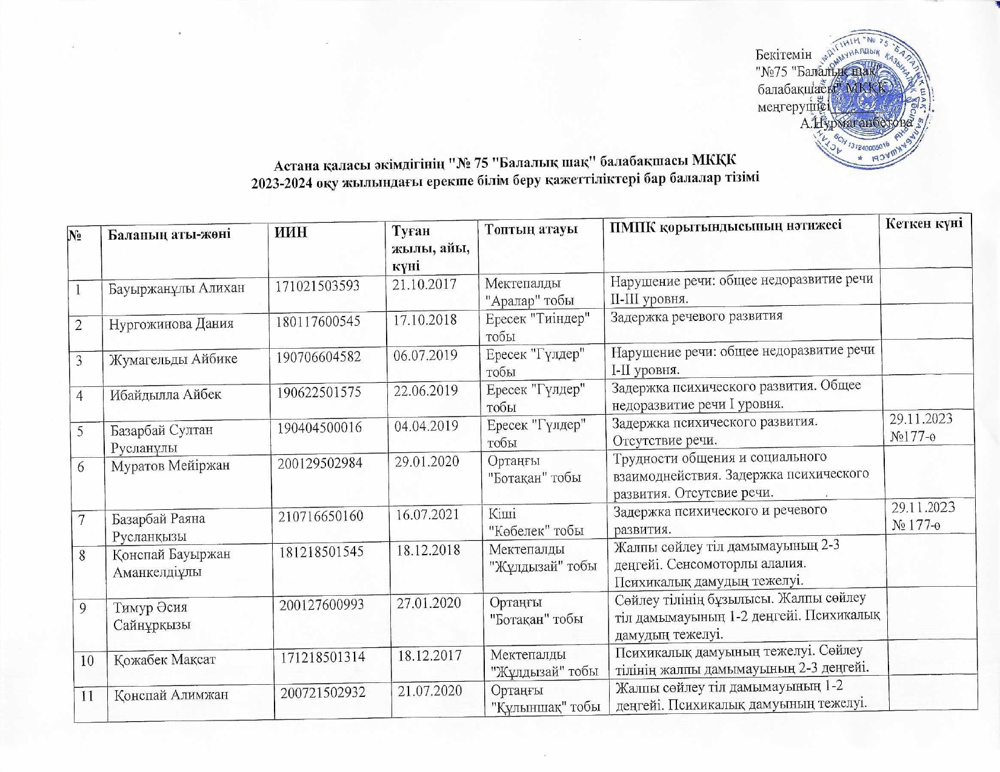 Бекітемін
"№75 "Балалық шақ"
балабақшасы" МКҚК
меңгерушісі
А.Нурмаганбетова
БСН 131240005016
Астана қаласы әкімдігінің "№ 75 "Балалық шақ" балабақшасы МКҚК
2023-2024 оқу жылындағы ерекше білім беру қажеттіліктері бар балалар тізімі
№ Баланың аты-жөні ИИН Туған жылы, айы, күні Топтың атауы ПМПК қорытындысының нәтижесі Кеткен күні
1 Бауыржанұлы Алихан 171021503593 21.10.2017 Мектепалды "Аралар" тобы Нарушение речи: общее недоразвитие речи II-III уровня.
2 Нургожинова Дания 180117600545 17.10.2018 Ересек "Тиіндер" тобы Задержка речевого развития
3 Жумагельды Айбике 190706604582 06.07.2019 Ересек "Гүлдер" тобы Нарушение речи: общее недоразвитие речи I-II уровня.
4 Ибайдылла Айбек 190622501575 22.06.2019 Ересек "Гүлдер" тобы Задержка психического развития. Общее недоразвитие речи I уровня.
5 Базарбай Султан Русланұлы 190404500016 04.04.2019 Ересек "Гүлдер" тобы Задержка психического развития. Отсутствие речи. 29.11.2023 №177-ө
6 Муратов Мейіржан 200129502984 29.01.2020 Ортаңғы "Ботақан" тобы Трудности общения и социального взаимоднействия. Задержка психического развития. Отсутсвие речи.
7 Базарбай Раяна Русланқызы 210716650160 16.07.2021 Кіші "Көбелек" тобы Задержка психического и речевого развития. 29.11.2023 № 177-ө
8 Қонспай Бауыржан Аманкелдіұлы 181218501545 18.12.2018 Мектепалды "Жұлдызай" тобы Жалпы сөйлеу тіл дамымауының 2-3 деңгейі. Сенсомоторлы алалия. Психикалық дамудың тежелуі.
9 Тимур Әсия Сайнұрқызы 200127600993 27.01.2020 Ортаңғы "Ботақан" тобы Сөйлеу тілінің бұзылысы. Жалпы сөйлеу тіл дамымауының 1-2 деңгейі. Психикалық дамудың тежелуі.
10 Қожабек Мақсат 171218501314 18.12.2017 Мектепалды "Жұлдызай" тобы Психикалық дамуының тежелуі. Сөйлеу тілінің жалпы дамымауының 2-3 деңгейі.
11 Қонспай Алимжан 200721502932 21.07.2020 Ортаңғы "Құлыншақ" тобы Жалпы сөйлеу тіл дамымауының 1-2 деңгейі. Психикалық дамуының тежелуі.